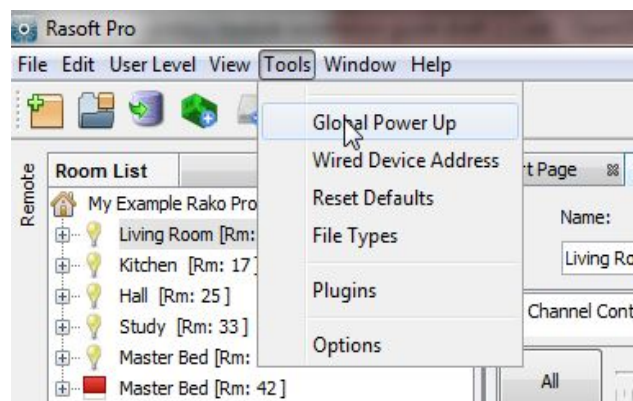 Rasoft Pro
File Edit User Level View Tools Window Help
Global Power Up
Wired Device Address
Reset Defaults
File Types
Plugins
Options
Remote
Room List
My Example Rako Pro
Living Room [Rm:
Kitchen [Rm: 17]
Hall [Rm: 25]
Study [Rm: 33]
Master Bed [Rm:
Master Bed [Rm: 42]
t Page
Name:
Living Ro
Channel Cont
All